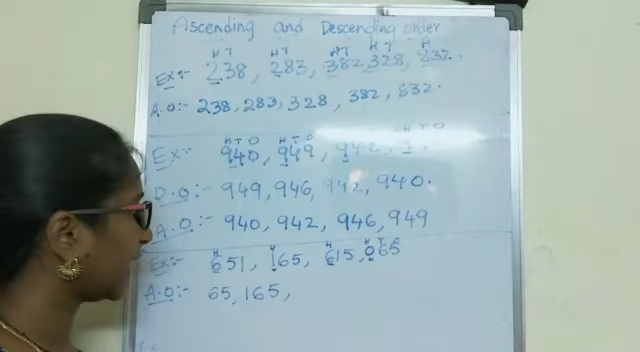 Ascending and Descending order
H T H T H T H T H
Ex:- 238, 283, 382, 328, 832.
A.O:- 238, 283, 328, 382, 832.
H T O H T O H T O
Ex:- 940, 949, 942,
D.O:- 949, 946, 942, 940.
A.O:- 940, 942, 946, 949
H H H H T O
Ex:- 651, 165, 615, 065
A.O:- 65, 165,